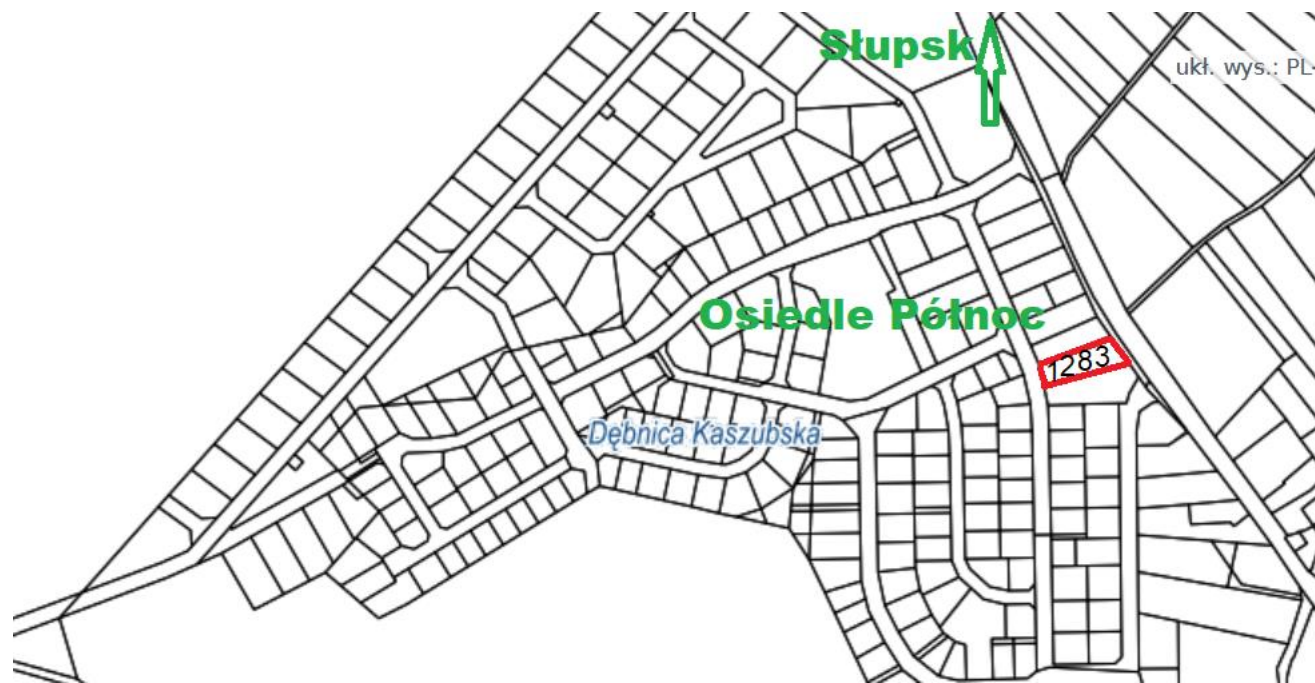 Słupsk
ukł. wys.: PL-
Osiedle Północ
1283
Dębnica Kaszubska